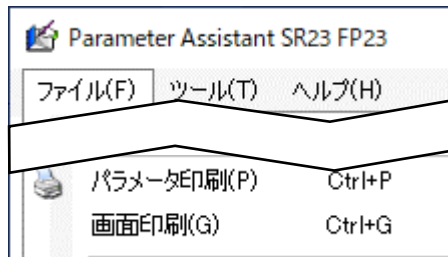 Parameter Assistant SR23 FP23
ファイル(F) ツール(T) ヘルプ(H)
パラメータ印刷(P) Ctrl+P
画面印刷(G) Ctrl+G